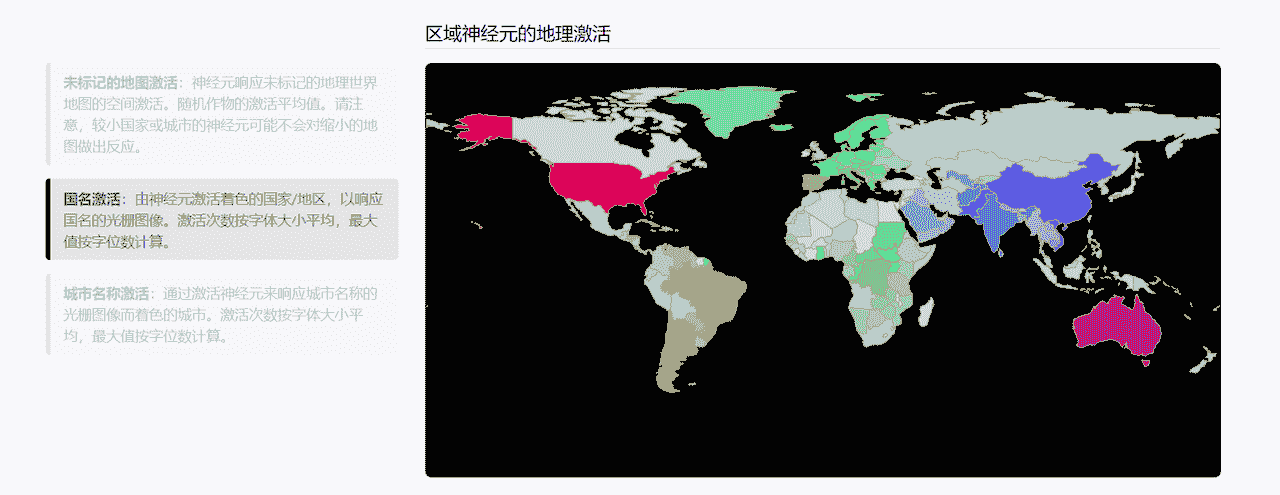 区域神经元的地理激活
未标记的地图激活：神经元响应未标记的地理世界
地图的空间激活。随机作物的激活平均值。请注
意，较小国家或城市的神经元可能不会对缩小的地
图做出反应。
国名激活：由神经元激活着色的国家/地区，以响应
国名的光栅图像。激活次数按字体大小平均，最大
值按字位数计算。
城市名称激活：通过激活神经元来响应城市名称的
光栅图像而着色的城市。激活次数按字体大小平
均，最大值按字位数计算。